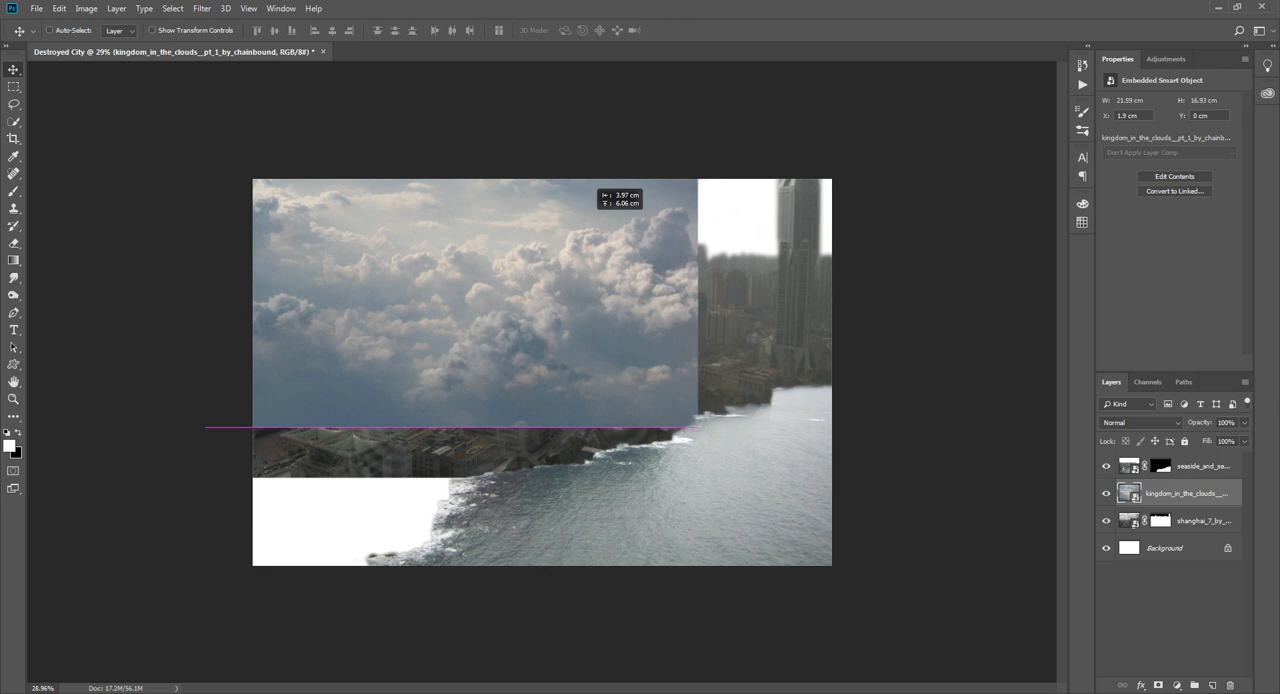 Ps File Edit Image Layer Type Select Filter 3D View Window Help
Auto-Select: Layer Show Transform Controls 3D Mode:
Destroyed City @ 29% (kingdom_in_the_clouds__pt_1_by_chainbound, RGB/8#) * ×
Properties Adjustments
Embedded Smart Object
W: 21.59 cm H: 16.93 cm
X: 1.9 cm Y: 0 cm
kingdom_in_the_clouds__pt_1_by_chainb...
Don't Apply Layer Comp
Edit Contents
Convert to Linked...
3.97 cm
6.06 cm
Layers Channels Paths
Kind
Normal Opacity: 100%
Lock: Fill: 100%
seaside_and_se...
kingdom_in_the_clouds__...
shanghai_7_by_...
Background
28.96% Doc: 17.2M/56.1M